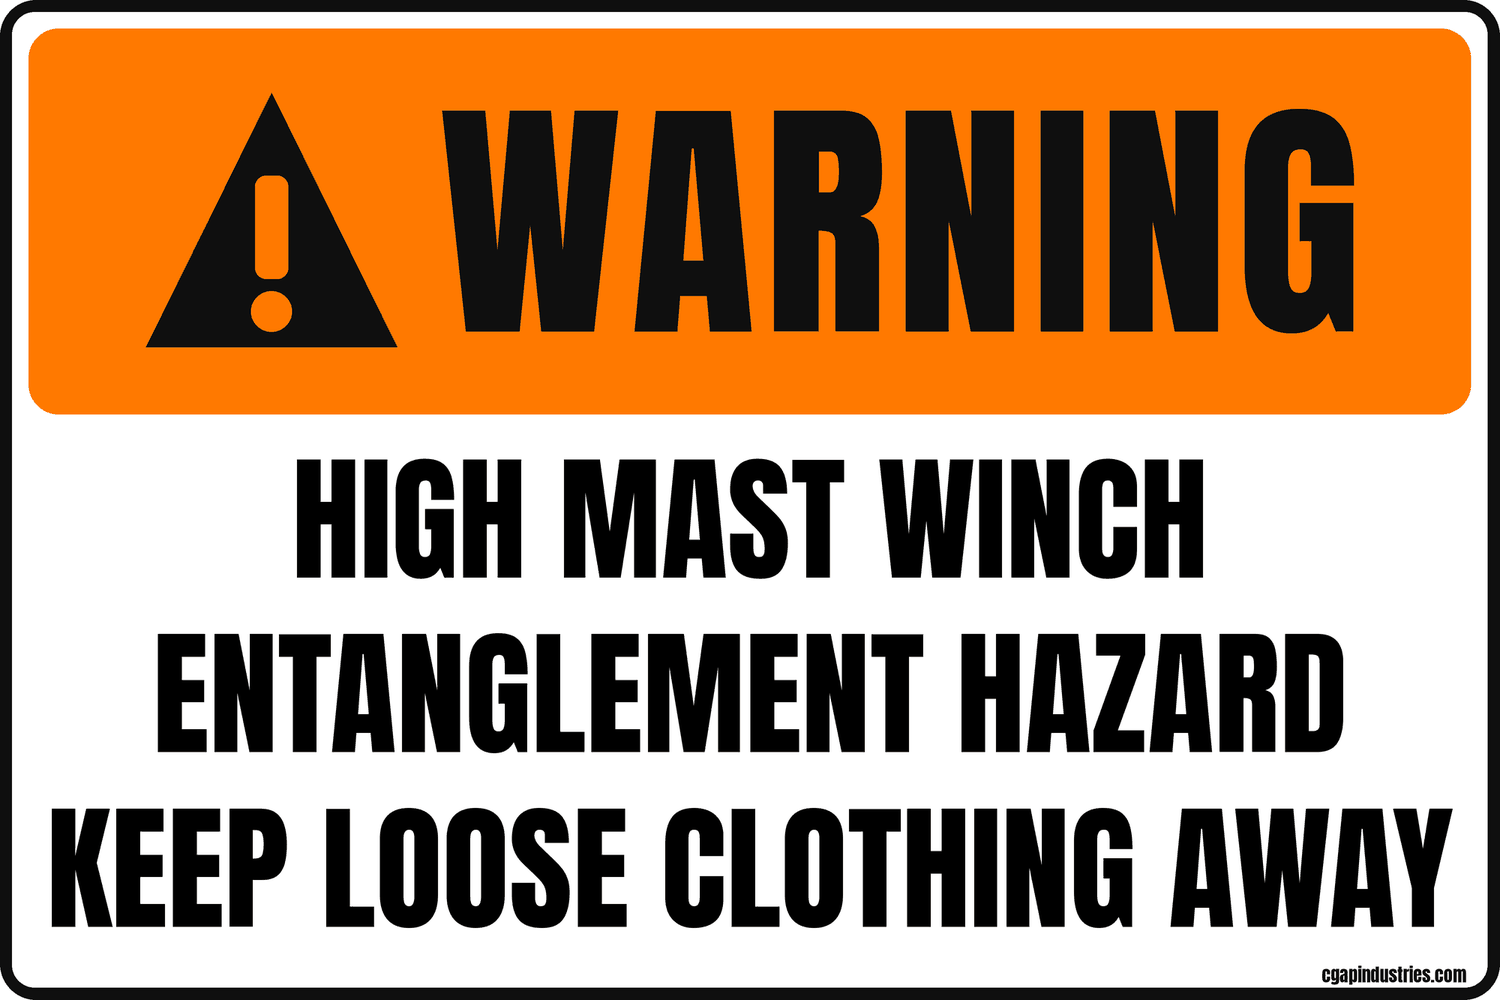 WARNING
HIGH MAST WINCH
ENTANGLEMENT HAZARD
KEEP LOOSE CLOTHING AWAY
cgapindustries.com